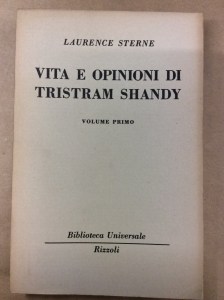 LAURENCE STERNE
VITA E OPINIONI DI
TRISTRAM SHANDY
VOLUME PRIMO
Biblioteca Universale
Rizzoli